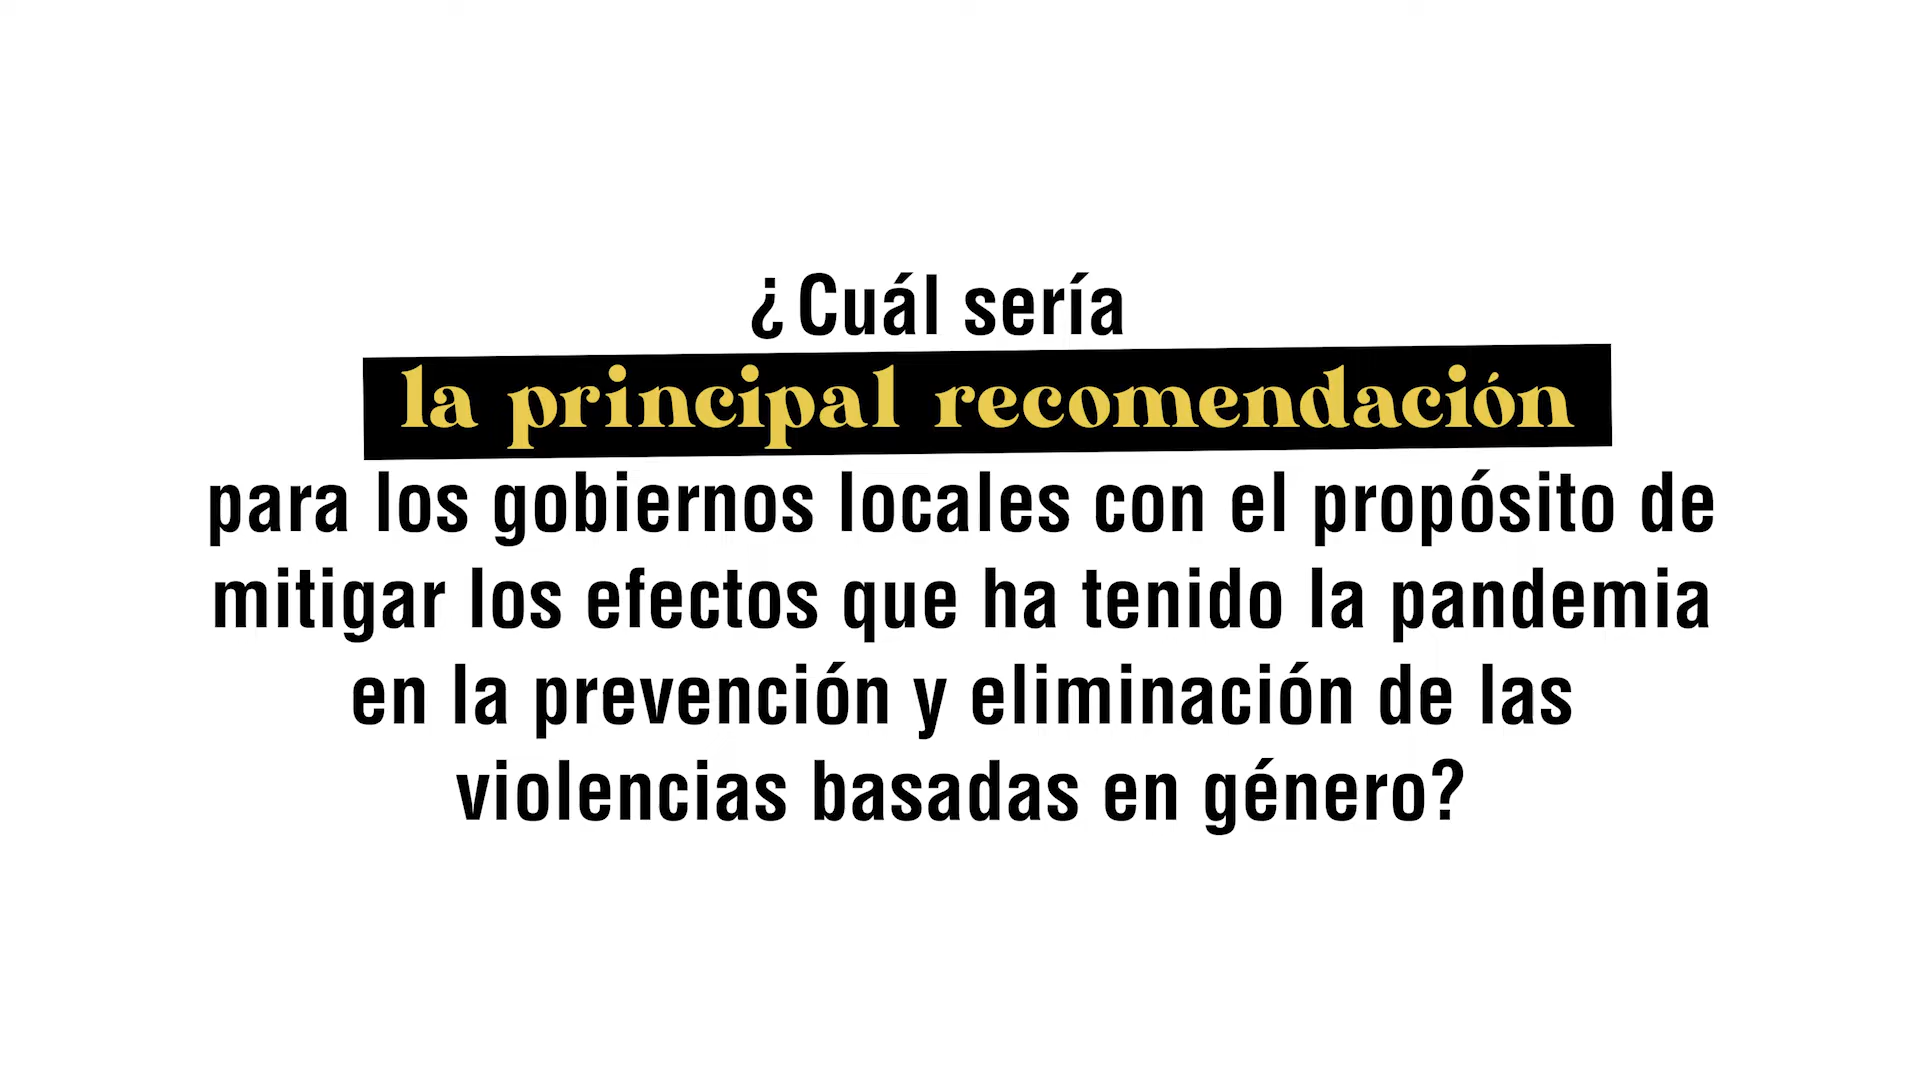 ¿Cuál sería
la principal recomendación
para los gobiernos locales con el propósito de
mitigar los efectos que ha tenido la pandemia
en la prevención y eliminación de las
violencias basadas en género?